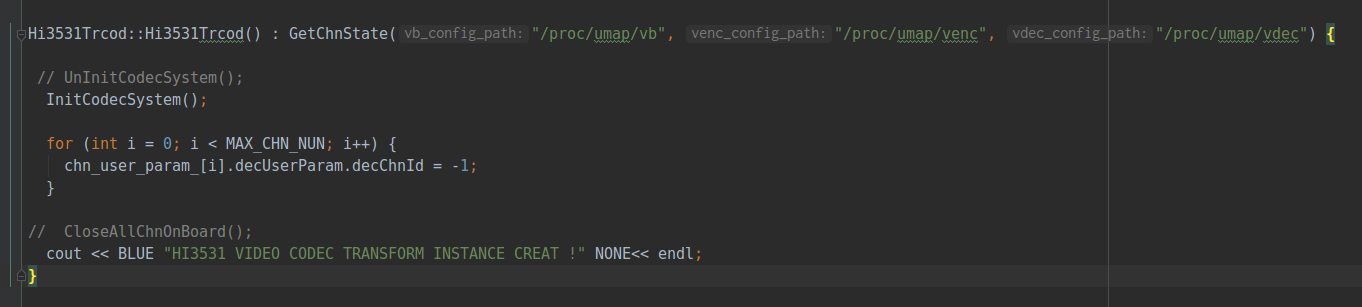 Hi3531Trcod::Hi3531Trcod() : GetChnState( vb_config_path: "/proc/umap/vb", venc_config_path: "/proc/umap/venc", vdec_config_path: "/proc/umap/vdec") {
// UnInitCodecSystem();
InitCodecSystem();
for (int i = 0; i < MAX_CHN_NUN; i++) {
chn_user_param_[i].decUserParam.decChnId = -1;
}
// CloseAllChnOnBoard();
cout << BLUE "HI3531 VIDEO CODEC TRANSFORM INSTANCE CREAT !" NONE<< endl;
}